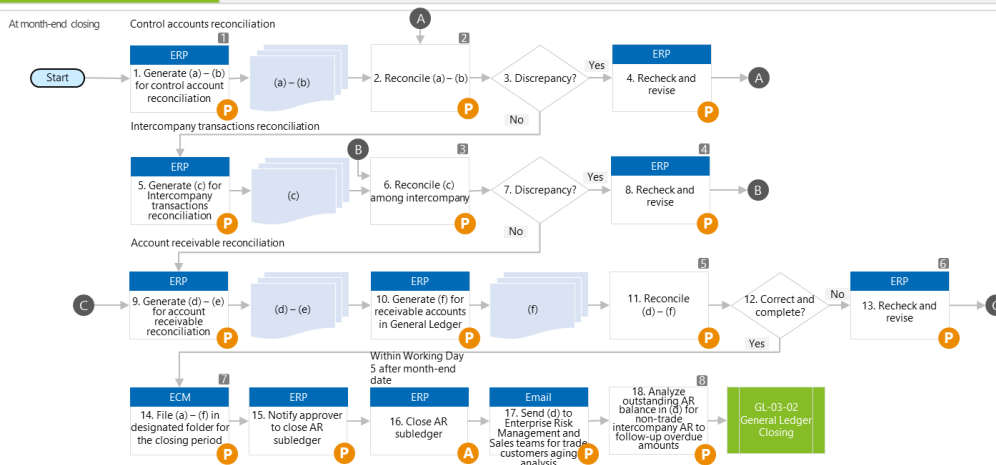 At month-end closing
Control accounts reconciliation
A
1
ERP
1. Generate (a) – (b)
for control account
reconciliation
P
(a) – (b)
2
2. Reconcile (a) – (b)
P
3. Discrepancy?
Yes
No
ERP
4. Recheck and
revise
P
A
Start
Intercompany transactions reconciliation
B
ERP
5. Generate (c) for
Intercompany
transactions
reconciliation
P
(c)
3
6. Reconcile (c)
among intercompany
P
7. Discrepancy?
Yes
No
4
ERP
8. Recheck and
revise
P
B
Account receivable reconciliation
C
ERP
9. Generate (d) – (e)
for account
receivable
reconciliation
P
(d) – (e)
ERP
10. Generate (f) for
receivable accounts
in General Ledger
P
(f)
5
11. Reconcile
(d) – (f)
P
12. Correct and
complete?
No
Yes
6
ERP
13. Recheck and
revise
P
C
Within Working Day
5 after month-end
date
7
ECM
14. File (a) – (f) in
designated folder for
the closing period
P
ERP
15. Notify approver
to close AR
subledger
P
ERP
16. Close AR
subledger
A
Email
17. Send (d) to
Enterprise Risk
Management and
Sales teams for trade
customers aging
analysis
P
8
18. Analyze
outstanding AR
balance in (d) for
non-trade
intercompany AR to
follow-up overdue
amounts
P
GL-03-02
General Ledger
Closing